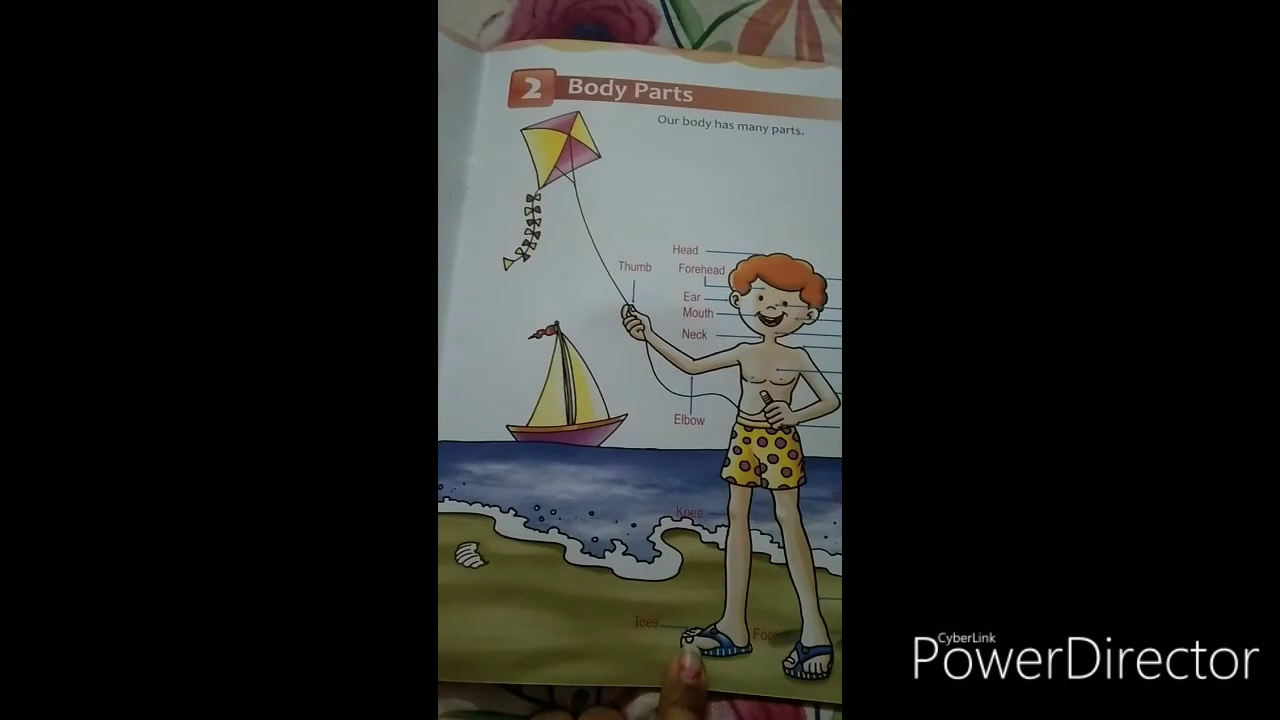 2 Body Parts
Our body has many parts.
Head
Thumb
Forehead
Ear
Mouth
Neck
Elbow
Knee
Toes
CyberLink
PowerDirector